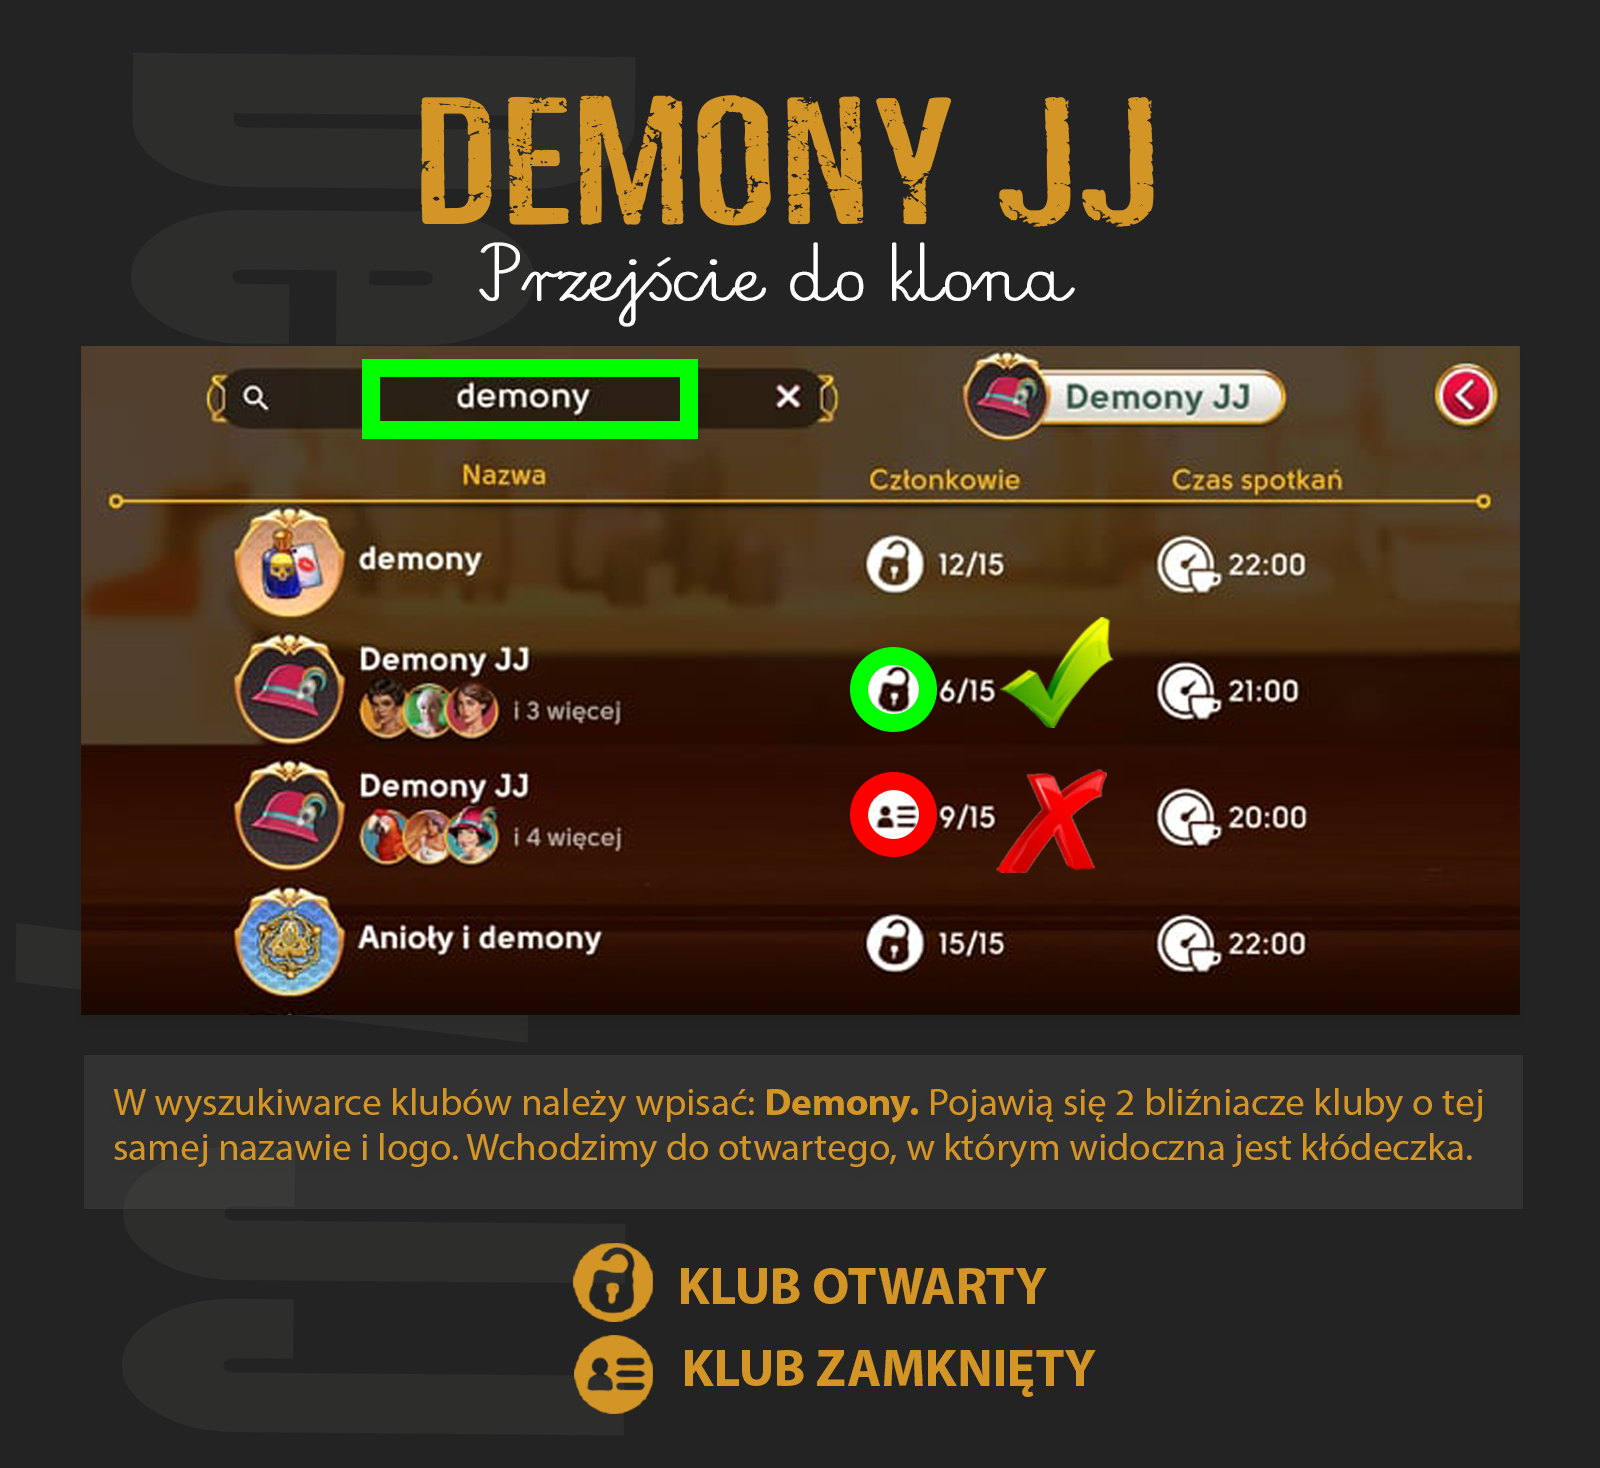 DEMONY JJ
Przejście do klona
demony
Demony JJ
Nazwa Członkowie Czas spotkań
demony 12/15 22:00
Demony JJ 6/15 21:00
i 3 więcej
Demony JJ 9/15 20:00
i 4 więcej
Anioły i demony 15/15 22:00
W wyszukiwarce klubów należy wpisać: Demony. Pojawią się 2 bliźniacze kluby o tej
samej nazawie i logo. Wchodzimy do otwartego, w którym widoczna jest kłódeczka.
KLUB OTWARTY
KLUB ZAMKNIĘTY